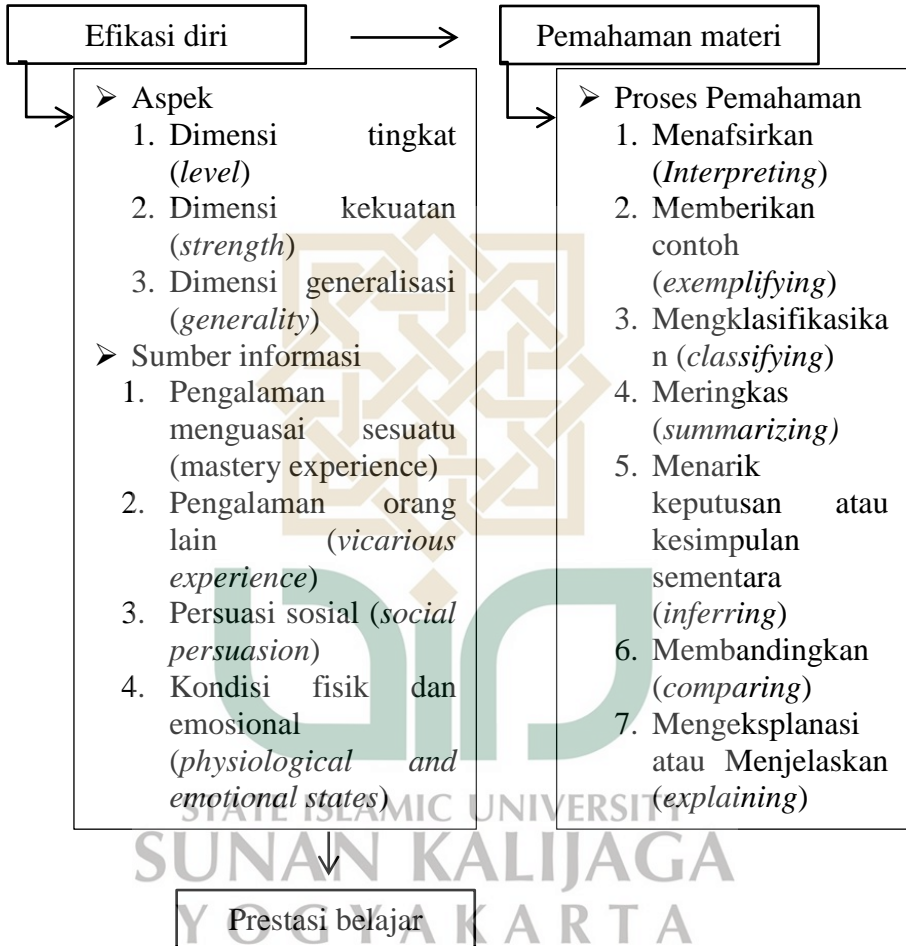 Efikasi diri
Pemahaman materi
➢ Aspek
1. Dimensi tingkat
(level)
2. Dimensi kekuatan
(strength)
3. Dimensi generalisasi
(generality)
➢ Sumber informasi
1. Pengalaman
menguasai sesuatu
(mastery experience)
2. Pengalaman orang
lain (vicarious
experience)
3. Persuasi sosial (social
persuasion)
4. Kondisi fisik dan
emosional
(physiological and
emotional states)
➢ Proses Pemahaman
1. Menafsirkan
(Interpreting)
2. Memberikan
contoh
(exemplifying)
3. Mengklasifikasika
n (classifying)
4. Meringkas
(summarizing)
5. Menarik
keputusan atau
kesimpulan
sementara
(inferring)
6. Membandingkan
(comparing)
7. Mengeksplanasi
atau Menjelaskan
(explaining)
STATE ISLAMIC UNIVERSITY
SUNAN KALIJAGA
YOGYAKARTA
Prestasi belajar